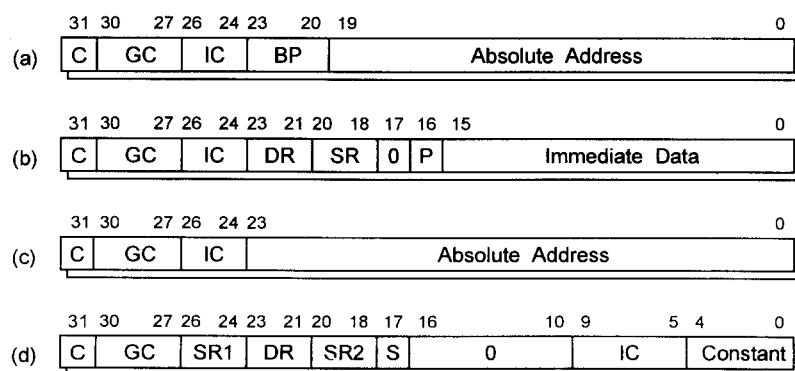 31 30 27 26 24 23 20 19 0
(a) C GC IC BP Absolute Address
31 30 27 26 24 23 21 20 18 17 16 15 0
(b) C GC IC DR SR 0 P Immediate Data
31 30 27 26 24 23 0
(c) C GC IC Absolute Address
31 30 27 26 24 23 21 20 18 17 16 10 9 5 4 0
(d) C GC SR1 DR SR2 S 0 IC Constant